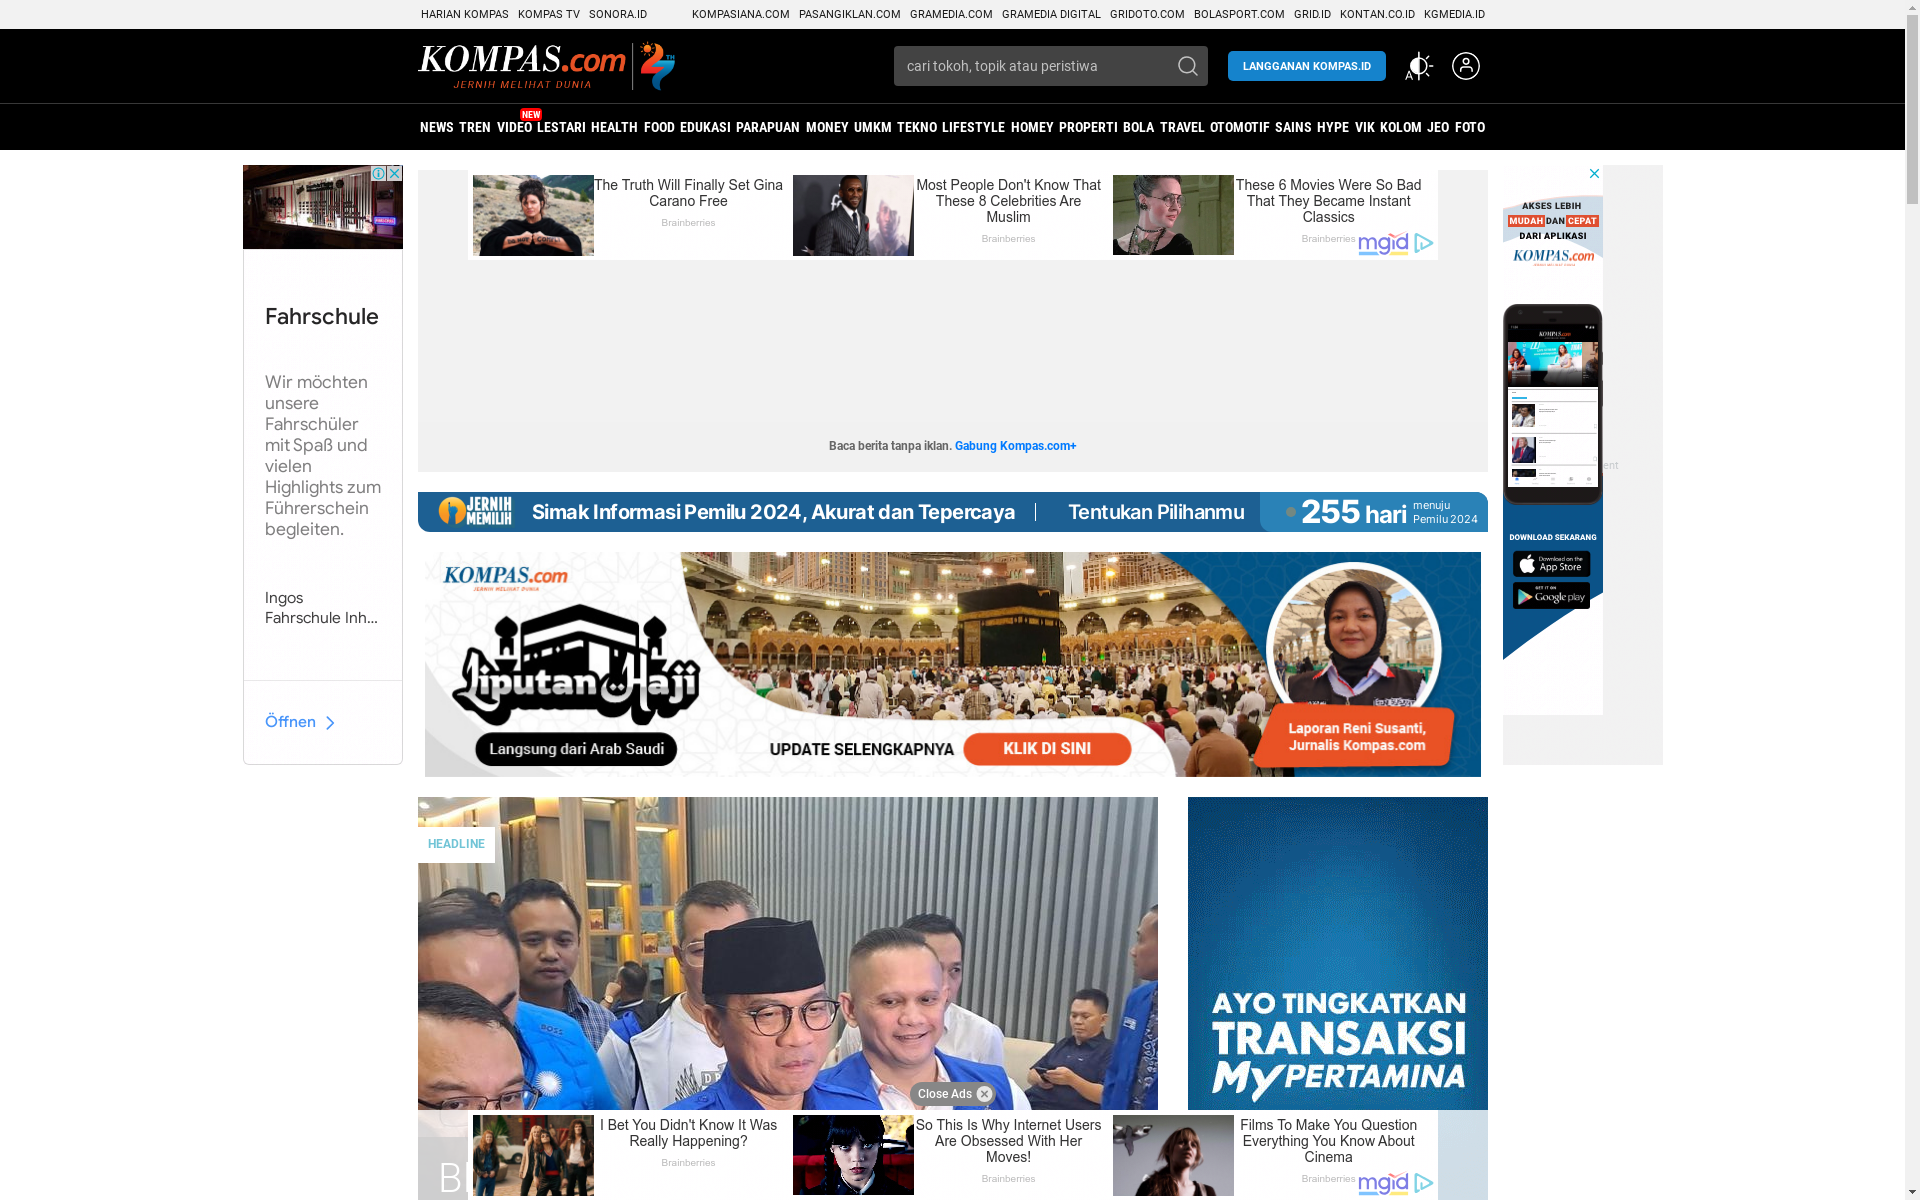 HARIAN KOMPAS KOMPAS TV SONORA.ID KOMPASIANA.COM PASANGIKLAN.COM GRAMEDIA.COM GRAMEDIA DIGITAL GRIDOTO.COM BOLASPORT.COM GRID.ID KONTAN.CO.ID KGMEDIA.ID
KOMPAS.com
JERNIH MELIHAT DUNIA
cari tokoh, topik atau peristiwa
LANGGANAN KOMPAS.ID
NEW
NEWS TREN VIDEO LESTARI HEALTH FOOD EDUKASI PARAPUAN MONEY UMKM TEKNO LIFESTYLE HOMEY PROPERTI BOLA TRAVEL OTOMOTIF SAINS HYPE VIK KOLOM JEO FOTO
Fahrschule
Wir möchten
unsere
Fahrschüler
mit Spaß und
vielen
Highlights zum
Führerschein
begleiten.
Ingos
Fahrschule Inh...
Öffnen
The Truth Will Finally Set Gina
Carano Free
Brainberries
Most People Don't Know That
These 8 Celebrities Are
Muslim
Brainberries
These 6 Movies Were So Bad
That They Became Instant
Classics
Brainberries
mgid
Baca berita tanpa iklan. Gabung Kompas.com+
AKSES LEBIH
MUDAH DAN CEPAT
DARI APLIKASI
KOMPAS.com
DOWNLOAD SEKARANG
Download on the
App Store
GET IT ON
Google play
JERNIH
MEMILIH
Simak Informasi Pemilu 2024, Akurat dan Tepercaya
Tentukan Pilihanmu
255 hari
menuju
Pemilu 2024
KOMPAS.com
JERNIH MELIHAT DUNIA
Liputan Haji
Langsung dari Arab Saudi
UPDATE SELENGKAPNYA
KLIK DI SINI
Laporan Reni Susanti,
Jurnalis Kompas.com
HEADLINE
BOSS
AYO TINGKATKAN
TRANSAKSI
MyPERTAMINA
Close Ads
I Bet You Didn't Know It Was
Really Happening?
Brainberries
So This Is Why Internet Users
Are Obsessed With Her
Moves!
Brainberries
Films To Make You Question
Everything You Know About
Cinema
Brainberries
mgid